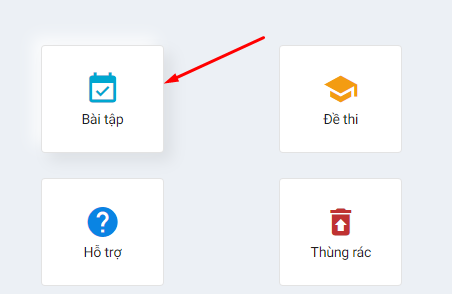 Bài tập
Đề thi
Hỗ trợ
Thùng rác